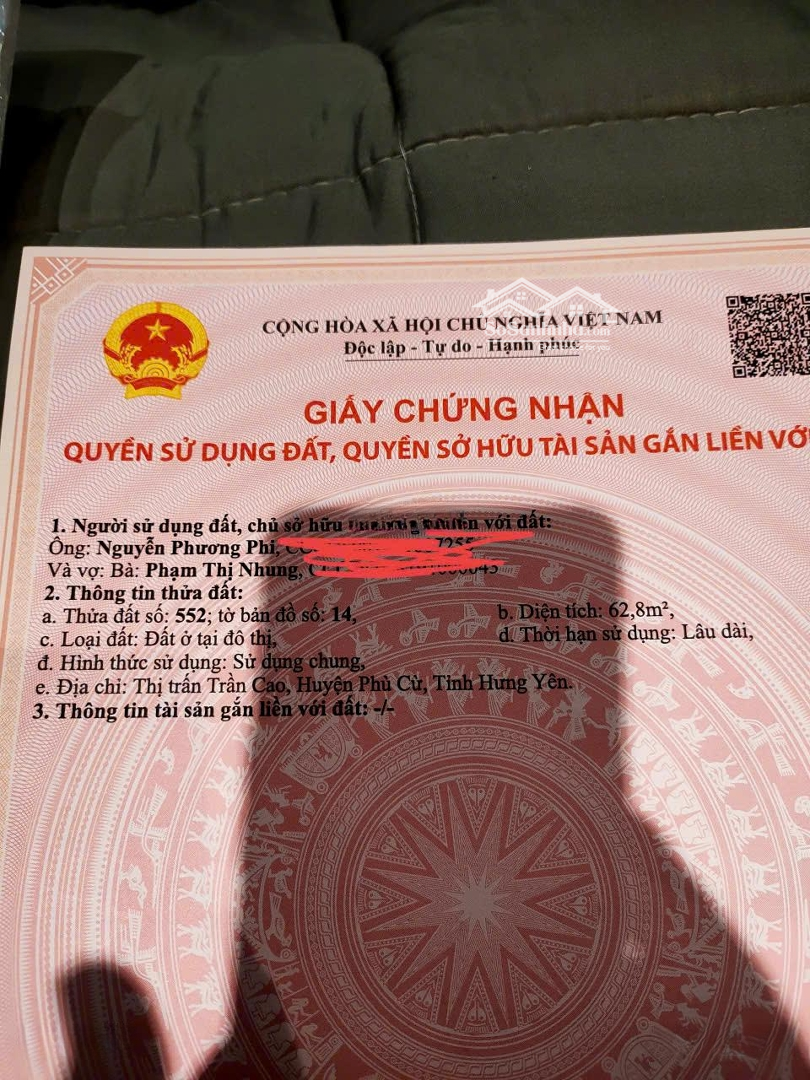 CỘNG HÒA XÃ HỘI CHỦ NGHĨA VIỆT NAM
Độc lập - Tự do - Hạnh phúc
GIẤY CHỨNG NHẬN
QUYỀN SỬ DỤNG ĐẤT, QUYỀN SỞ HỮU TÀI SẢN GẮN LIỀN VỚI
1. Người sử dụng đất, chủ sở hữu với đất:
Ông: Nguyễn Phương Phi,
Và vợ: Bà: Phạm Thị Nhung,
2. Thông tin thửa đất:
a. Thửa đất số: 552; tờ bản đồ số: 14, b. Diện tích: 62,8m²,
c. Loại đất: Đất ở tại đô thị, d. Thời hạn sử dụng: Lâu dài,
đ. Hình thức sử dụng: Sử dụng chung,
e. Địa chỉ: Thị trấn Trần Cao, Huyện Phù Cừ, Tỉnh Hưng Yên.
3. Thông tin tài sản gắn liền với đất: -/-